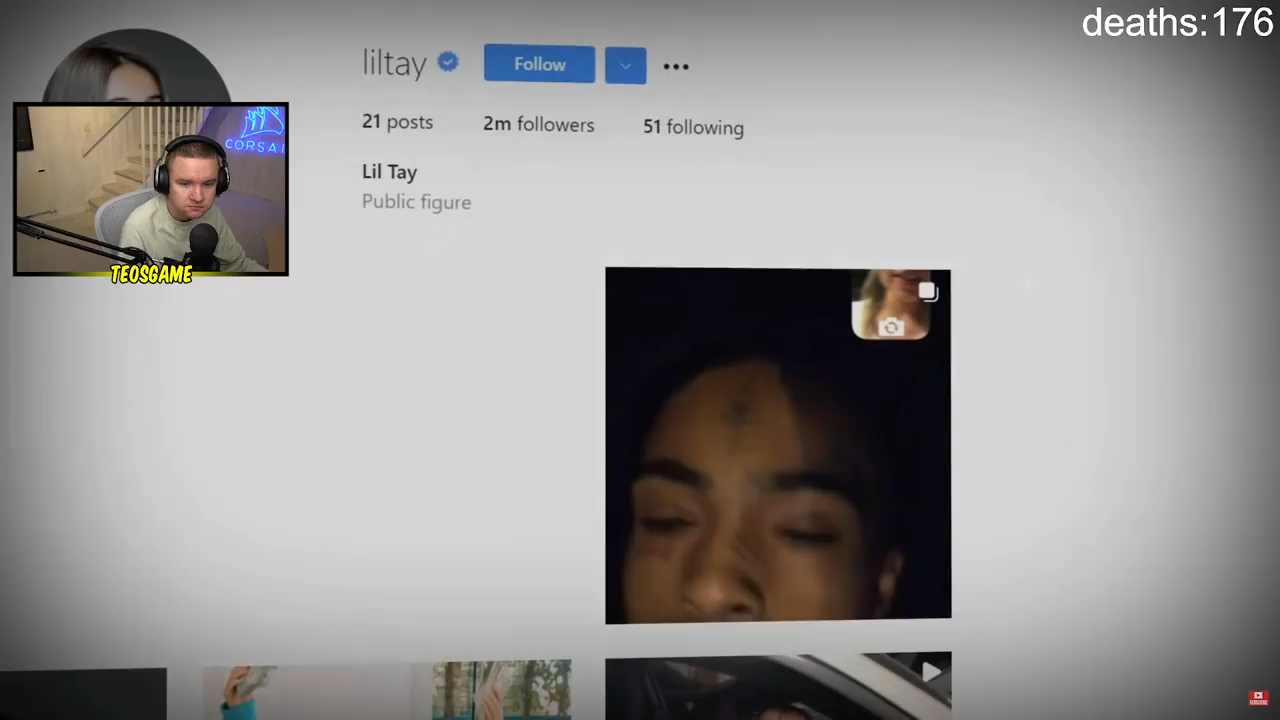 deaths:176
liltay
Follow
21 posts
2m followers
51 following
Lil Tay
Public figure
CORSAI
TEOSGAME